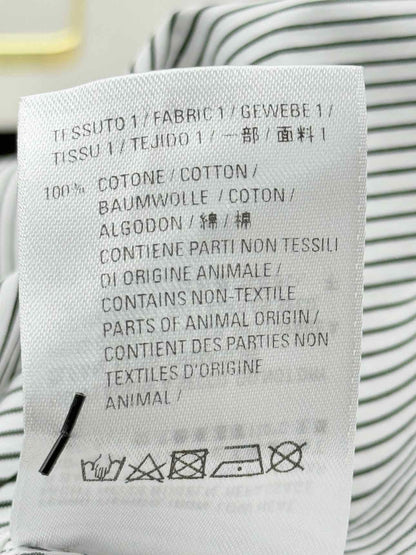 TESSUTO 1 / FABRIC 1 / GEWEBE 1 /
TISSU 1 / TEJIDO 1 / 一部 / 面料 1
100 % COTONE / COTTON /
BAUMWOLLE / COTON /
ALGODON / 綿 / 棉
CONTIENE PARTI NON TESSILI
DI ORIGINE ANIMALE /
CONTAINS NON-TEXTILE
PARTS OF ANIMAL ORIGIN /
CONTIENT DES PARTIES NON
TEXTILES D'ORIGINE
ANIMAL /